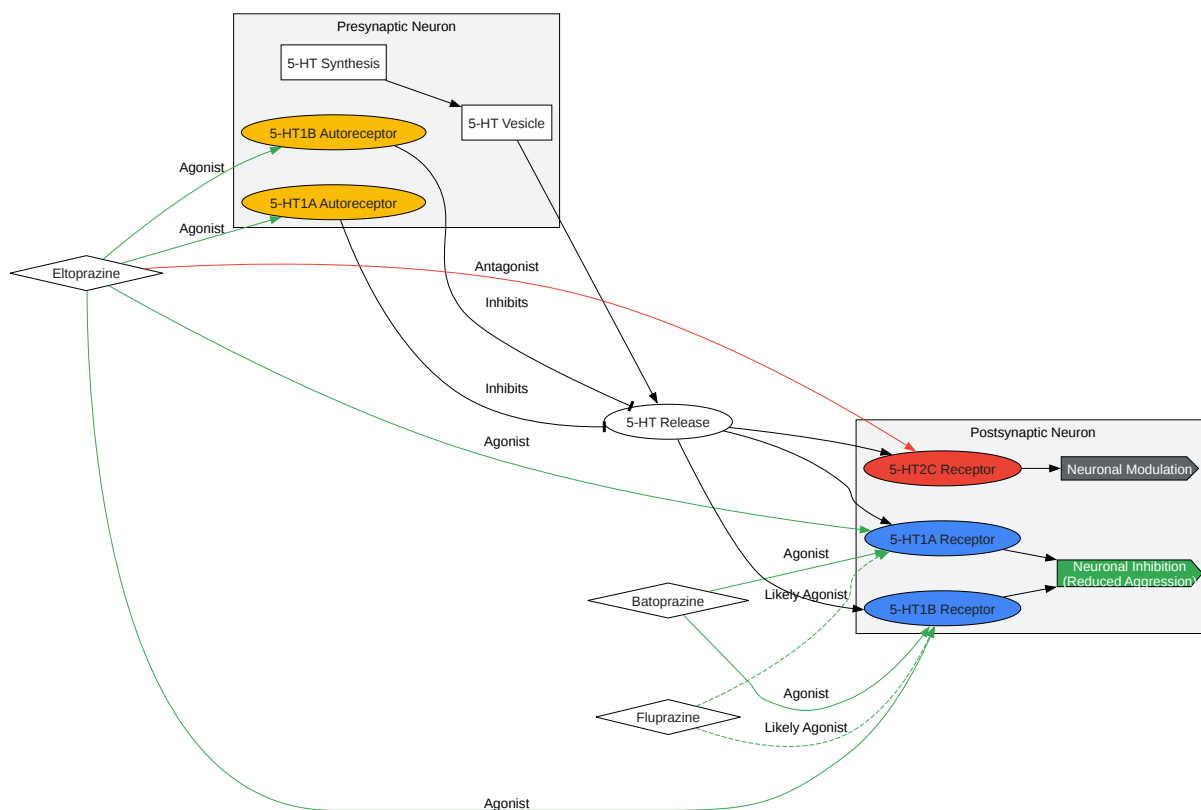 Presynaptic Neuron
5-HT Synthesis
5-HT Vesicle
5-HT1B Autoreceptor
Agonist
5-HT1A Autoreceptor
Agonist
Eltoprazine
Antagonist
Inhibits
Inhibits
5-HT Release
Agonist
Postsynaptic Neuron
5-HT2C Receptor
Neuronal Modulation
5-HT1A Receptor
Agonist
Neuronal Inhibition
(Reduced Aggression)
Batoprazine
Likely Agonist
5-HT1B Receptor
Agonist
Fluprazine
Likely Agonist
Agonist